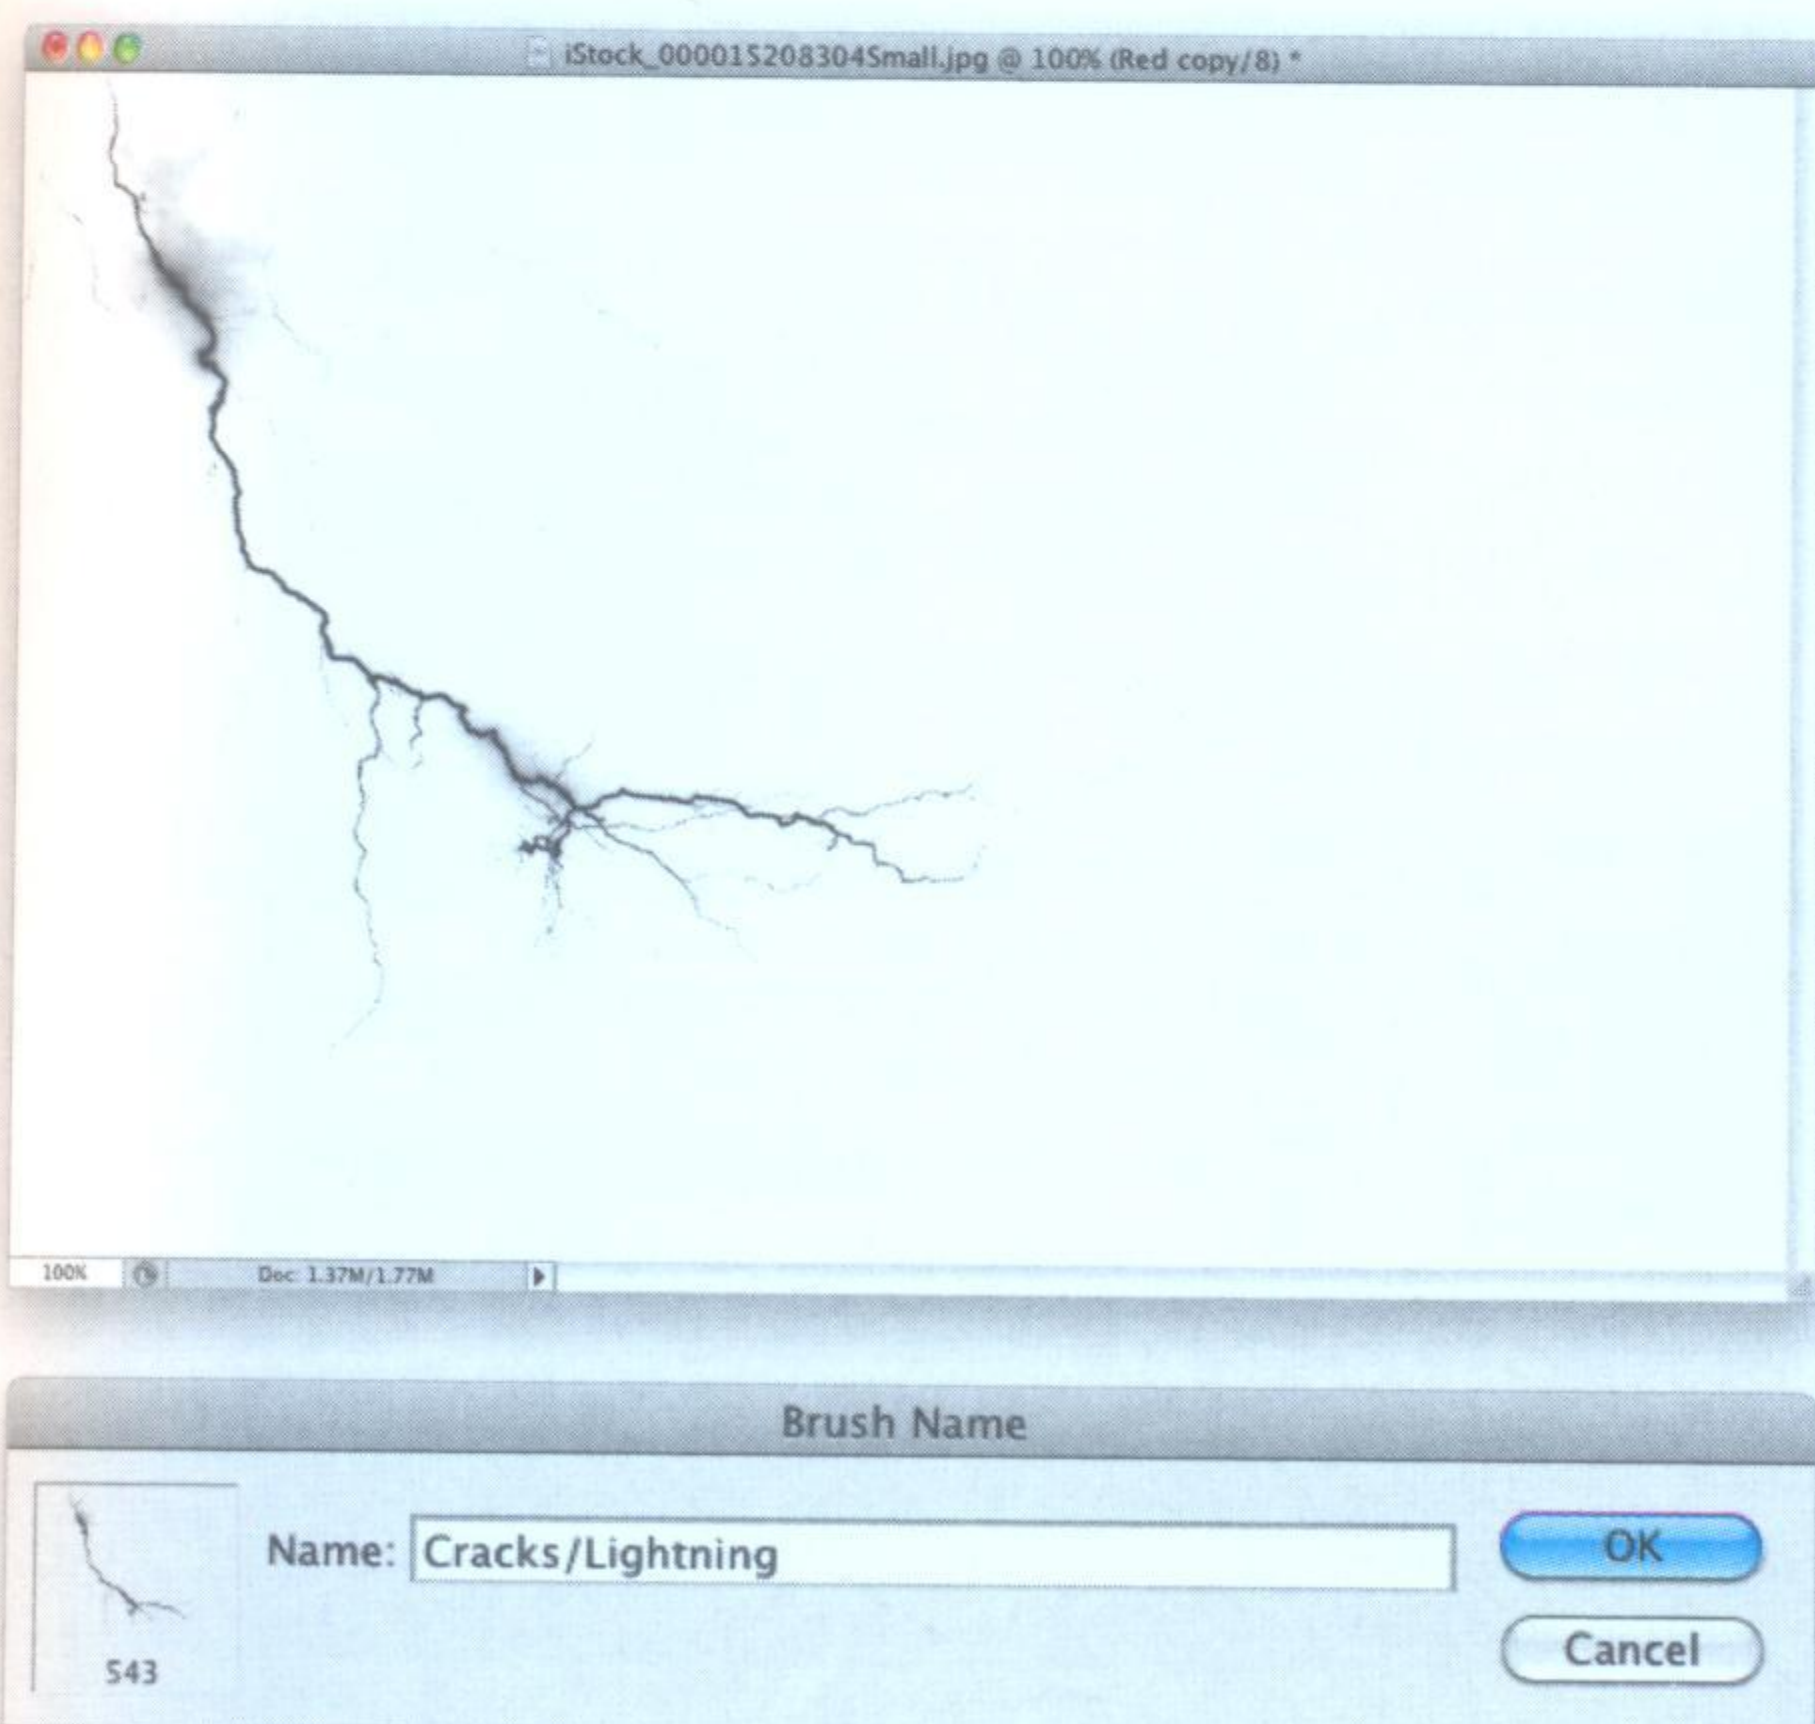 iStock_000015208304Small.jpg @ 100% (Red copy/8) *
100%
Doc: 1.37M/1.77M
Brush Name
Name: Cracks/Lightning
OK
Cancel
543